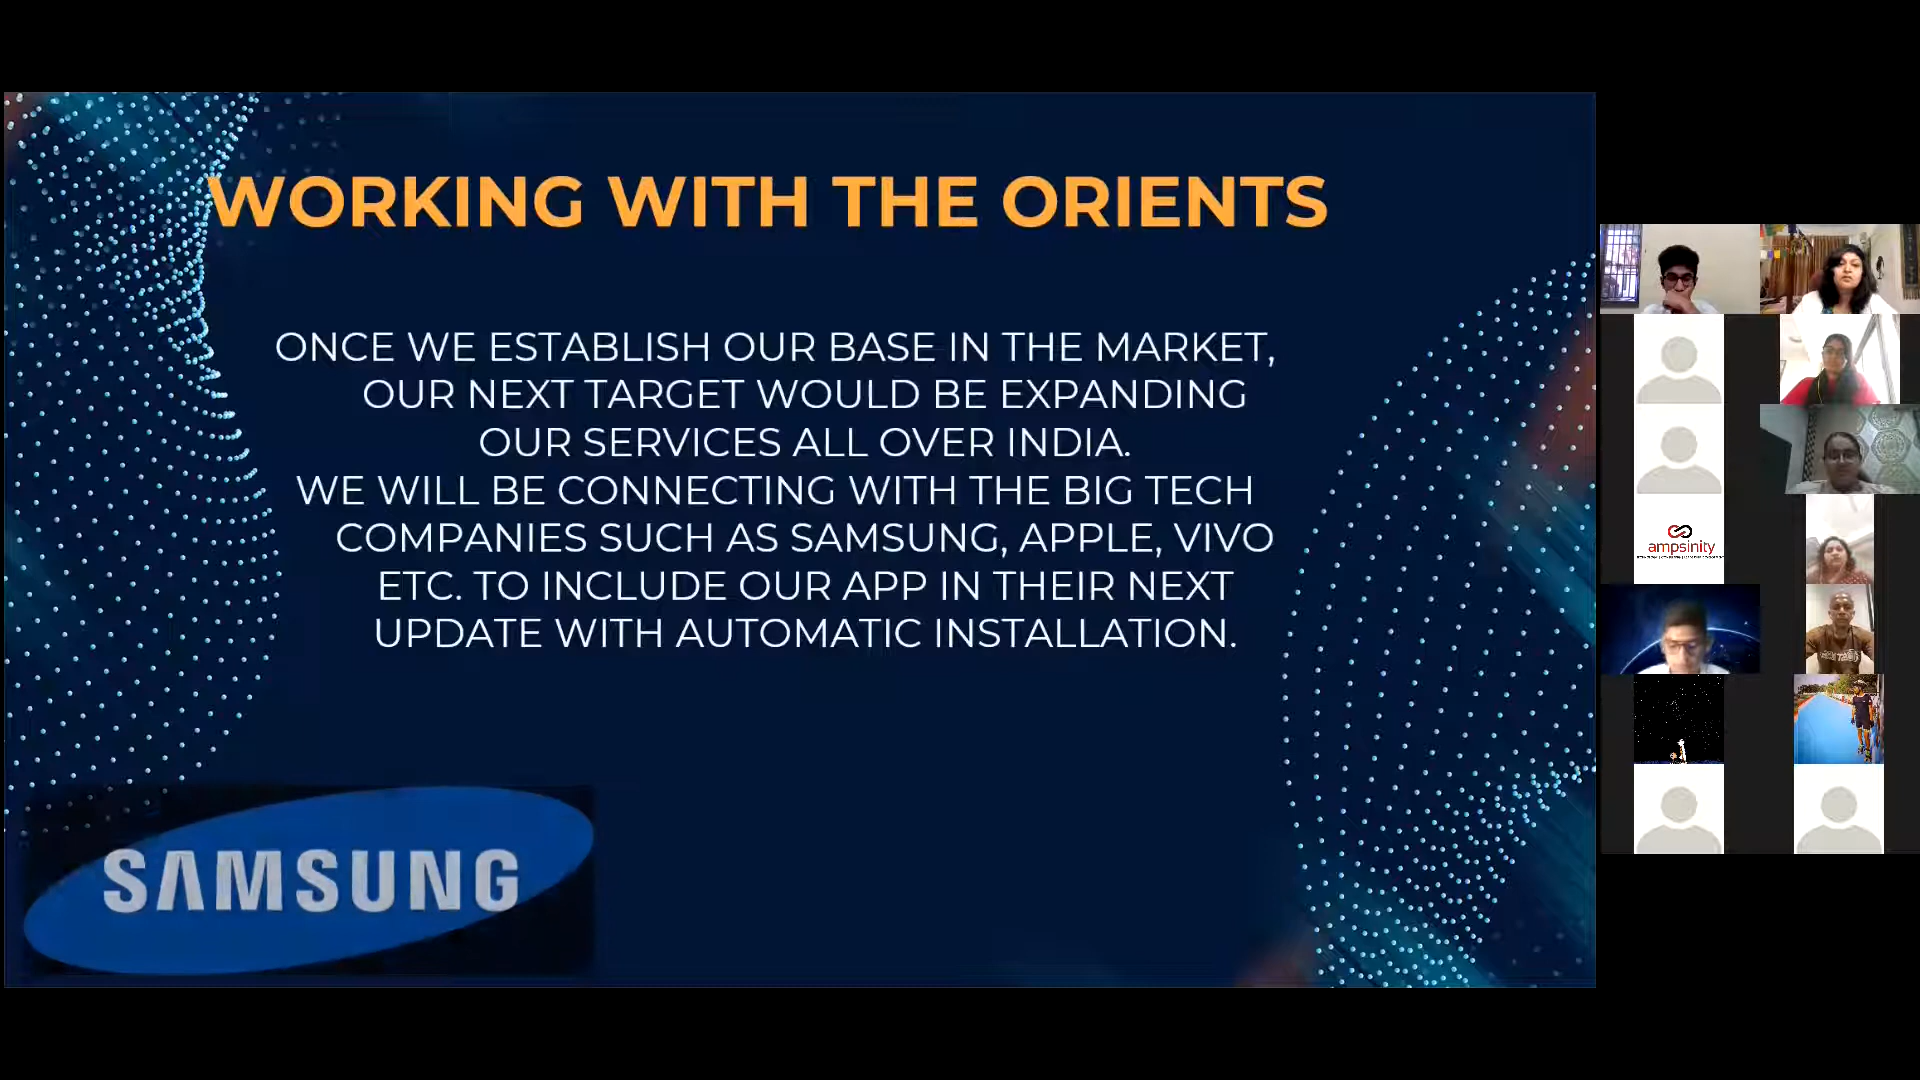 WORKING WITH THE ORIENTS
ONCE WE ESTABLISH OUR BASE IN THE MARKET,
OUR NEXT TARGET WOULD BE EXPANDING
OUR SERVICES ALL OVER INDIA.
WE WILL BE CONNECTING WITH THE BIG TECH
COMPANIES SUCH AS SAMSUNG, APPLE, VIVO
ETC. TO INCLUDE OUR APP IN THEIR NEXT
UPDATE WITH AUTOMATIC INSTALLATION.
SAMSUNG
ampsinity